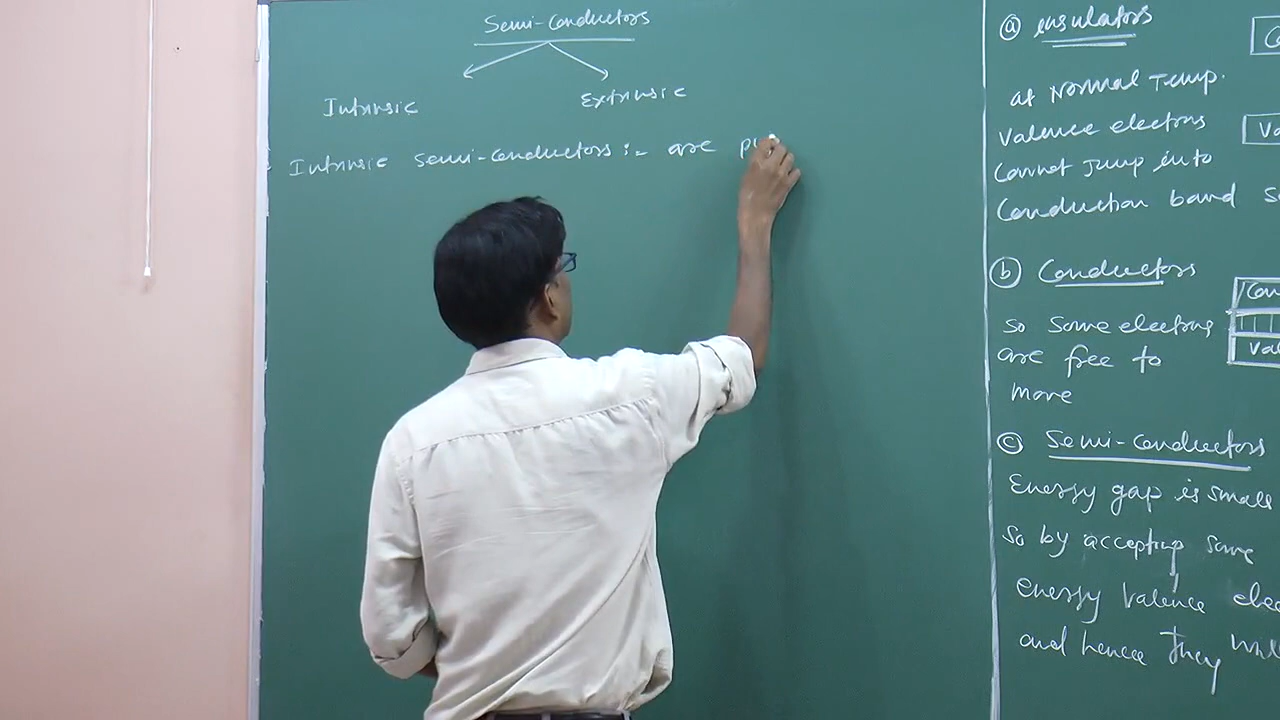 Semi-Conductors
Intrinsic
Extrinsic
Intrinsic Semi-Conductors :- are
ⓐ insulators
at Normal Temp.
Valence electrons
Cannot Jump into
Conduction band
ⓑ Conductors
So Some electrons
are free to
move
ⓒ Semi-Conductors
Energy gap is small
So by accepting some
energy Valence
and hence They